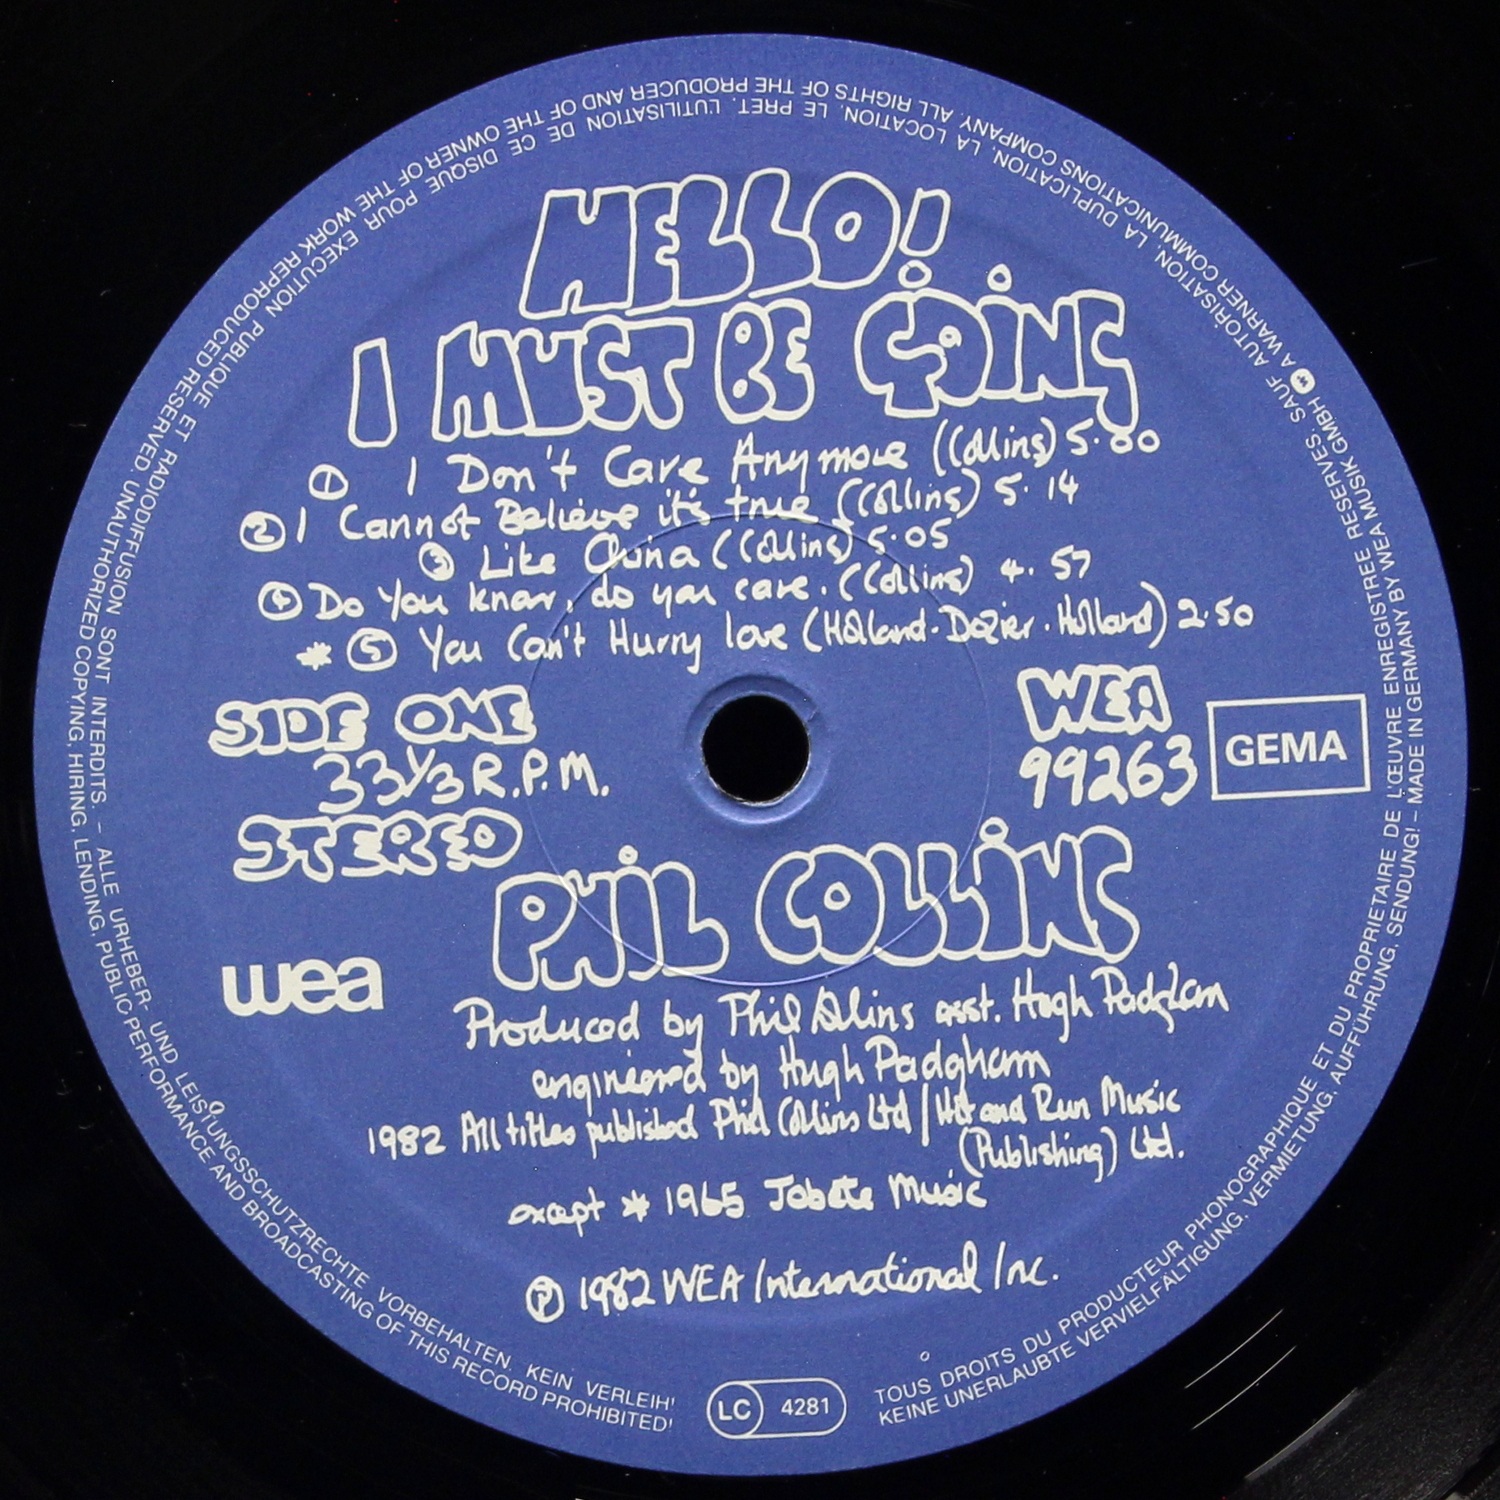 HELLO!
I MUST BE GOING
① I Don't Care Anymore (Collins) 5.00
② I Cannot Believe it's true (Collins) 5.14
③ Like China (Collins) 5.05
④ Do You know, do you care. (Collins) 4.57
* ⑤ You Can't Hurry love (Holland-Dozier-Holland) 2.50
SIDE ONE
33⅓ R.P.M.
STEREO
WEA
99263
GEMA
PHIL COLLINS
wea
Produced by Phil Collins asst. Hugh Padgham
engineered by Hugh Padgham
1982 All titles published Phil Collins Ltd / Hit and Run Music
(Publishing) Ltd.
except * 1965 Jobete Music
Ⓟ 1982 WEA International Inc.
LC 4281
TOUS DROITS DU PRODUCTEUR PHONOGRAPHIQUE ET DU PROPRIETAIRE DE L'ŒUVRE ENREGISTREE RESERVES. SAUF AUTORISATION, LA DUPLICATION, LA LOCATION, LE PRET, L'UTILISATION DE CE DISQUE POUR EXECUTION PUBLIQUE ET RADIODIFFUSION SONT INTERDITS. – ALLE URHEBER- UND LEISTUNGSSCHUTZRECHTE VORBEHALTEN. KEIN VERLEIH!
KEINE UNERLAUBTE VERVIELFÄLTIGUNG, VERMIETUNG, AUFFÜHRUNG, SENDUNG! – MADE IN GERMANY BY WEA MUSIK GMBH A WARNER COMMUNICATIONS COMPANY. ALL RIGHTS OF THE PRODUCER AND OF THE OWNER OF THE WORK REPRODUCED RESERVED. UNAUTHORIZED COPYING, HIRING, LENDING, PUBLIC PERFORMANCE AND BROADCASTING OF THIS RECORD PROHIBITED!